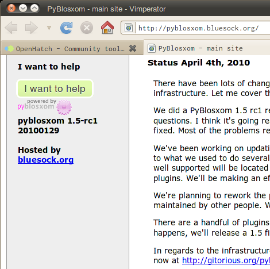 PyBlosxom - main site - Vimperator
http://pyblosxom.bluesock.org/
OpenMatch - Community tool...
PyBlosxom - main site
I want to help
I want to help
powered by
pyblosxom
pyblosxom 1.5-rc1
20100129
Hosted by
bluesock.org
Status April 4th, 2010
There have been lots of chang
infrastructure. Let me cover th
We did a PyBlosxom 1.5 rc1 re
questions. I think it's going re
fixed. Most of the problems re
We've been working on updati
to what we used to do several
well supported will be located
plugins. We'll be making an ef
We're planning to rework the p
maintained by other people. W
There are a handful of plugins
happens, we'll release a 1.5 fi
In regards to the infrastructur
now at http://gitorious.org/py